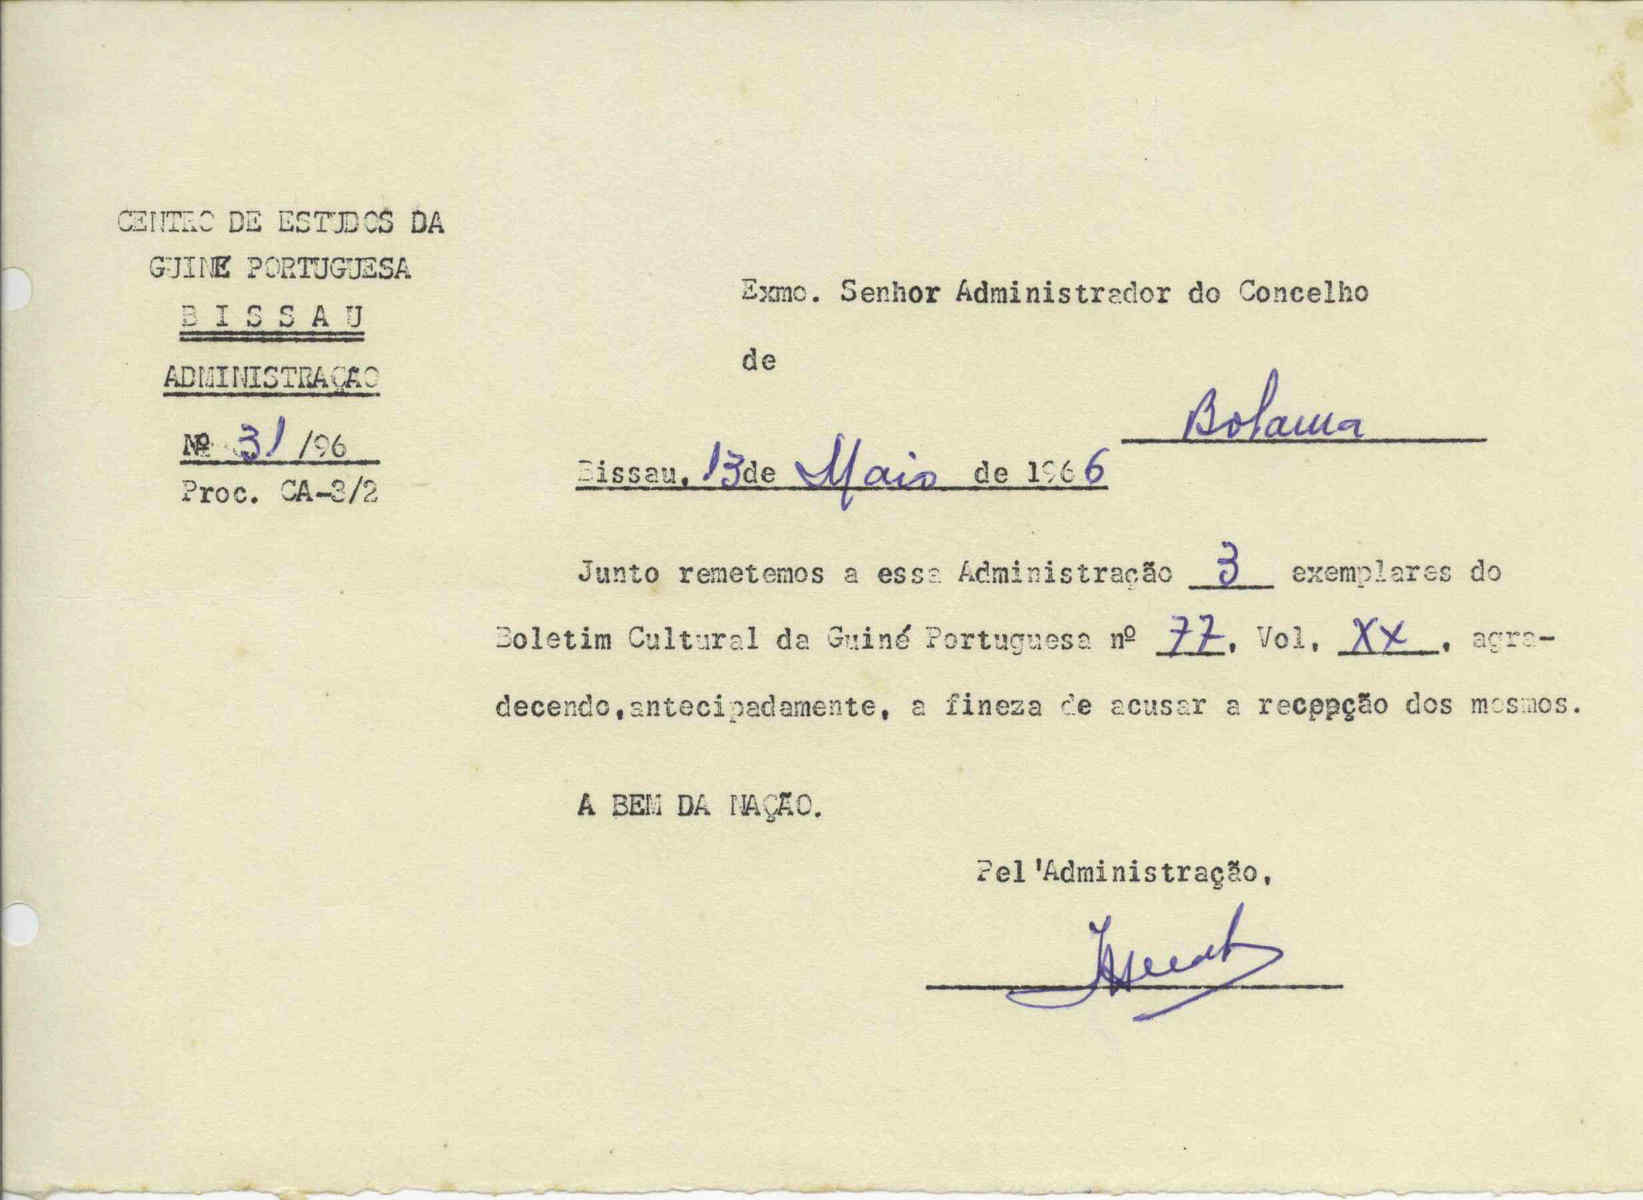 CENTRO DE ESTUDOS DA
GUINÉ PORTUGUESA
B I S S A U
ADMINISTRAÇÃO
Nº 31 /96
Proc. CA-3/2
Exmo. Senhor Administrador do Concelho
de
Bolama
Bissau, 13 de Maio de 1966
Junto remetemos a essa Administração 3 exemplares do
Boletim Cultural da Guiné Portuguesa nº 77, Vol. XX, agra-
decendo, antecipadamente, a fineza de acusar a recepção dos mesmos.
A BEM DA NAÇÃO.
Pel'Administração,